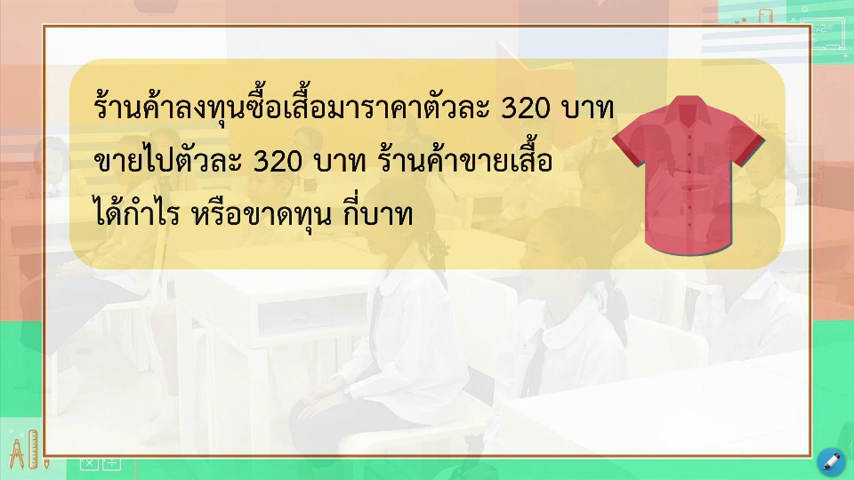 ร้านค้าลงทุนซื้อเสื้อมาราคาตัวละ 320 บาท
ขายไปตัวละ 320 บาท ร้านค้าขายเสื้อ
ได้กำไร หรือขาดทุน กี่บาท